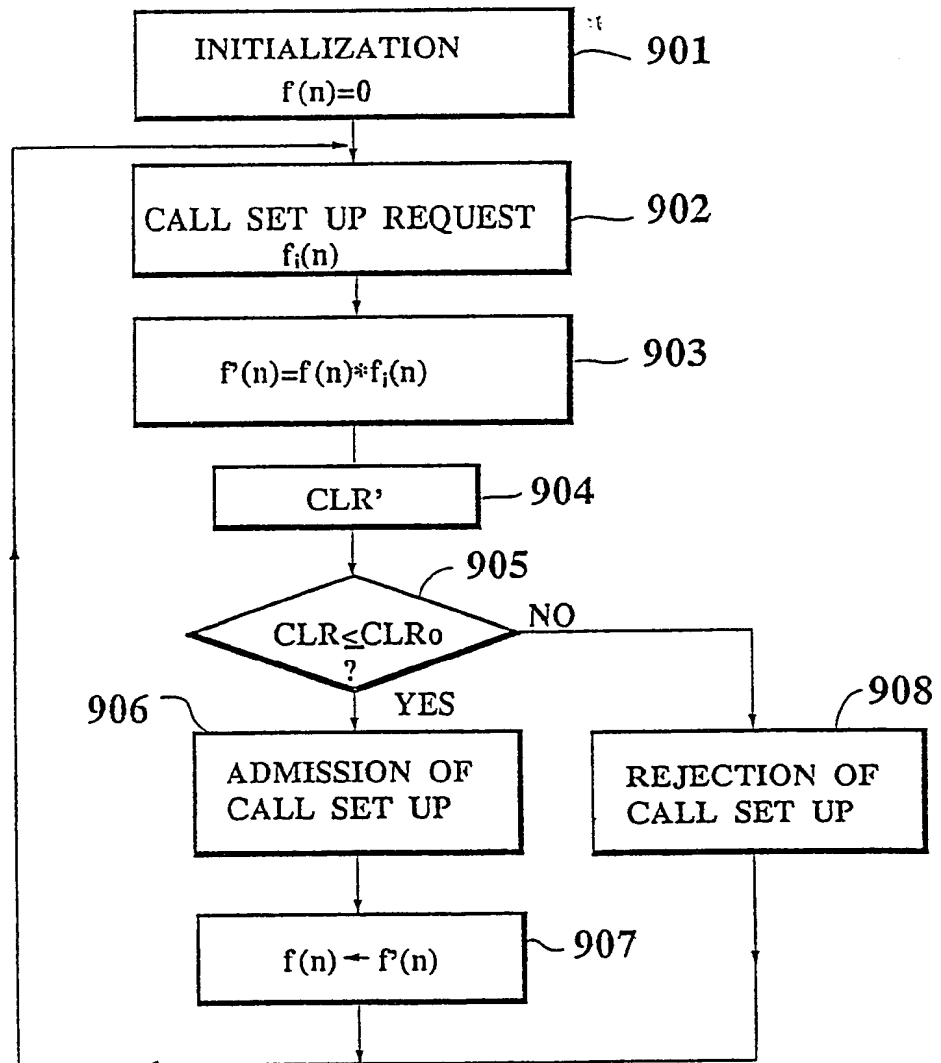 INITIALIZATION
f(n)=0
901
CALL SET UP REQUEST
fᵢ(n)
902
f'(n)=f(n)*fᵢ(n)
903
CLR'
904
905
CLR≤CLRo
?
NO
YES
906
ADMISSION OF
CALL SET UP
908
REJECTION OF
CALL SET UP
f(n) ← f'(n)
907